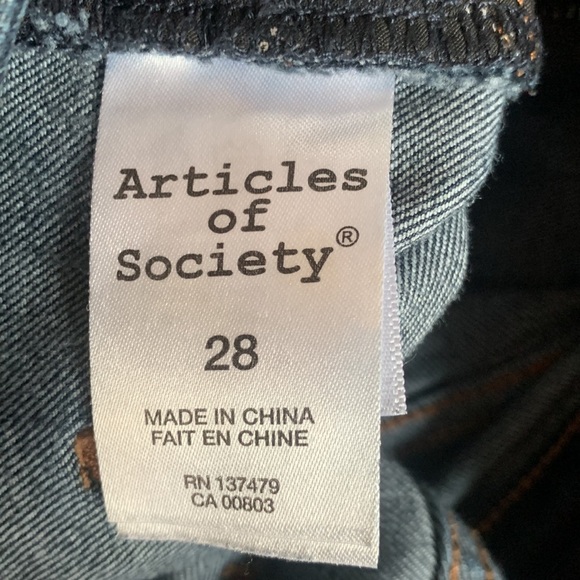 Articles
of
Society®
28
MADE IN CHINA
FAIT EN CHINE
RN 137479
CA 00803